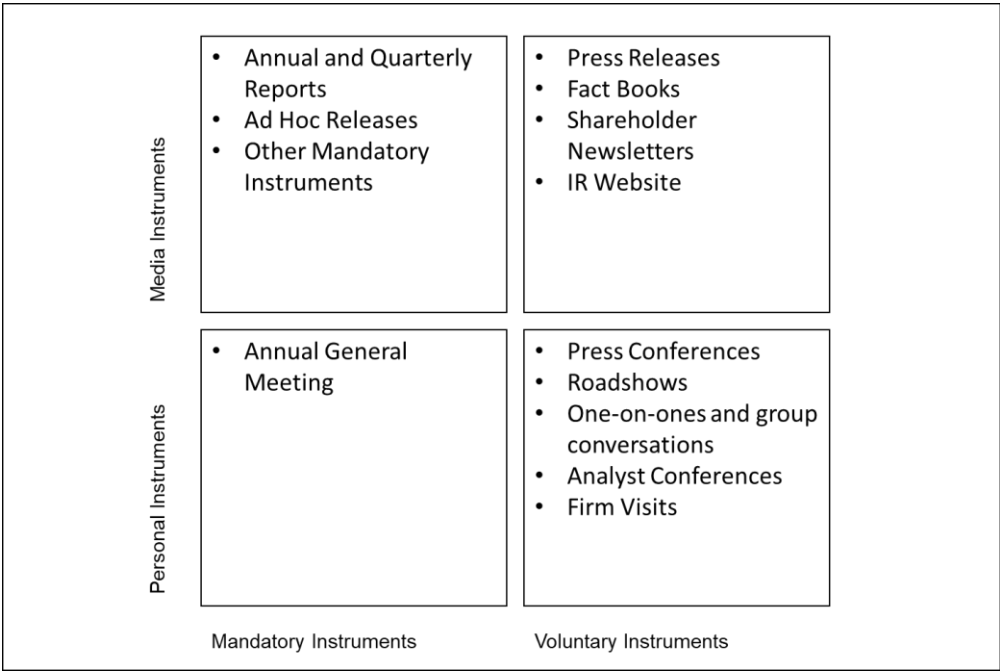 Media Instruments
• Annual and Quarterly
Reports
• Ad Hoc Releases
• Other Mandatory
Instruments
• Press Releases
• Fact Books
• Shareholder
Newsletters
• IR Website
Personal Instruments
• Annual General
Meeting
• Press Conferences
• Roadshows
• One-on-ones and group
conversations
• Analyst Conferences
• Firm Visits
Mandatory Instruments
Voluntary Instruments